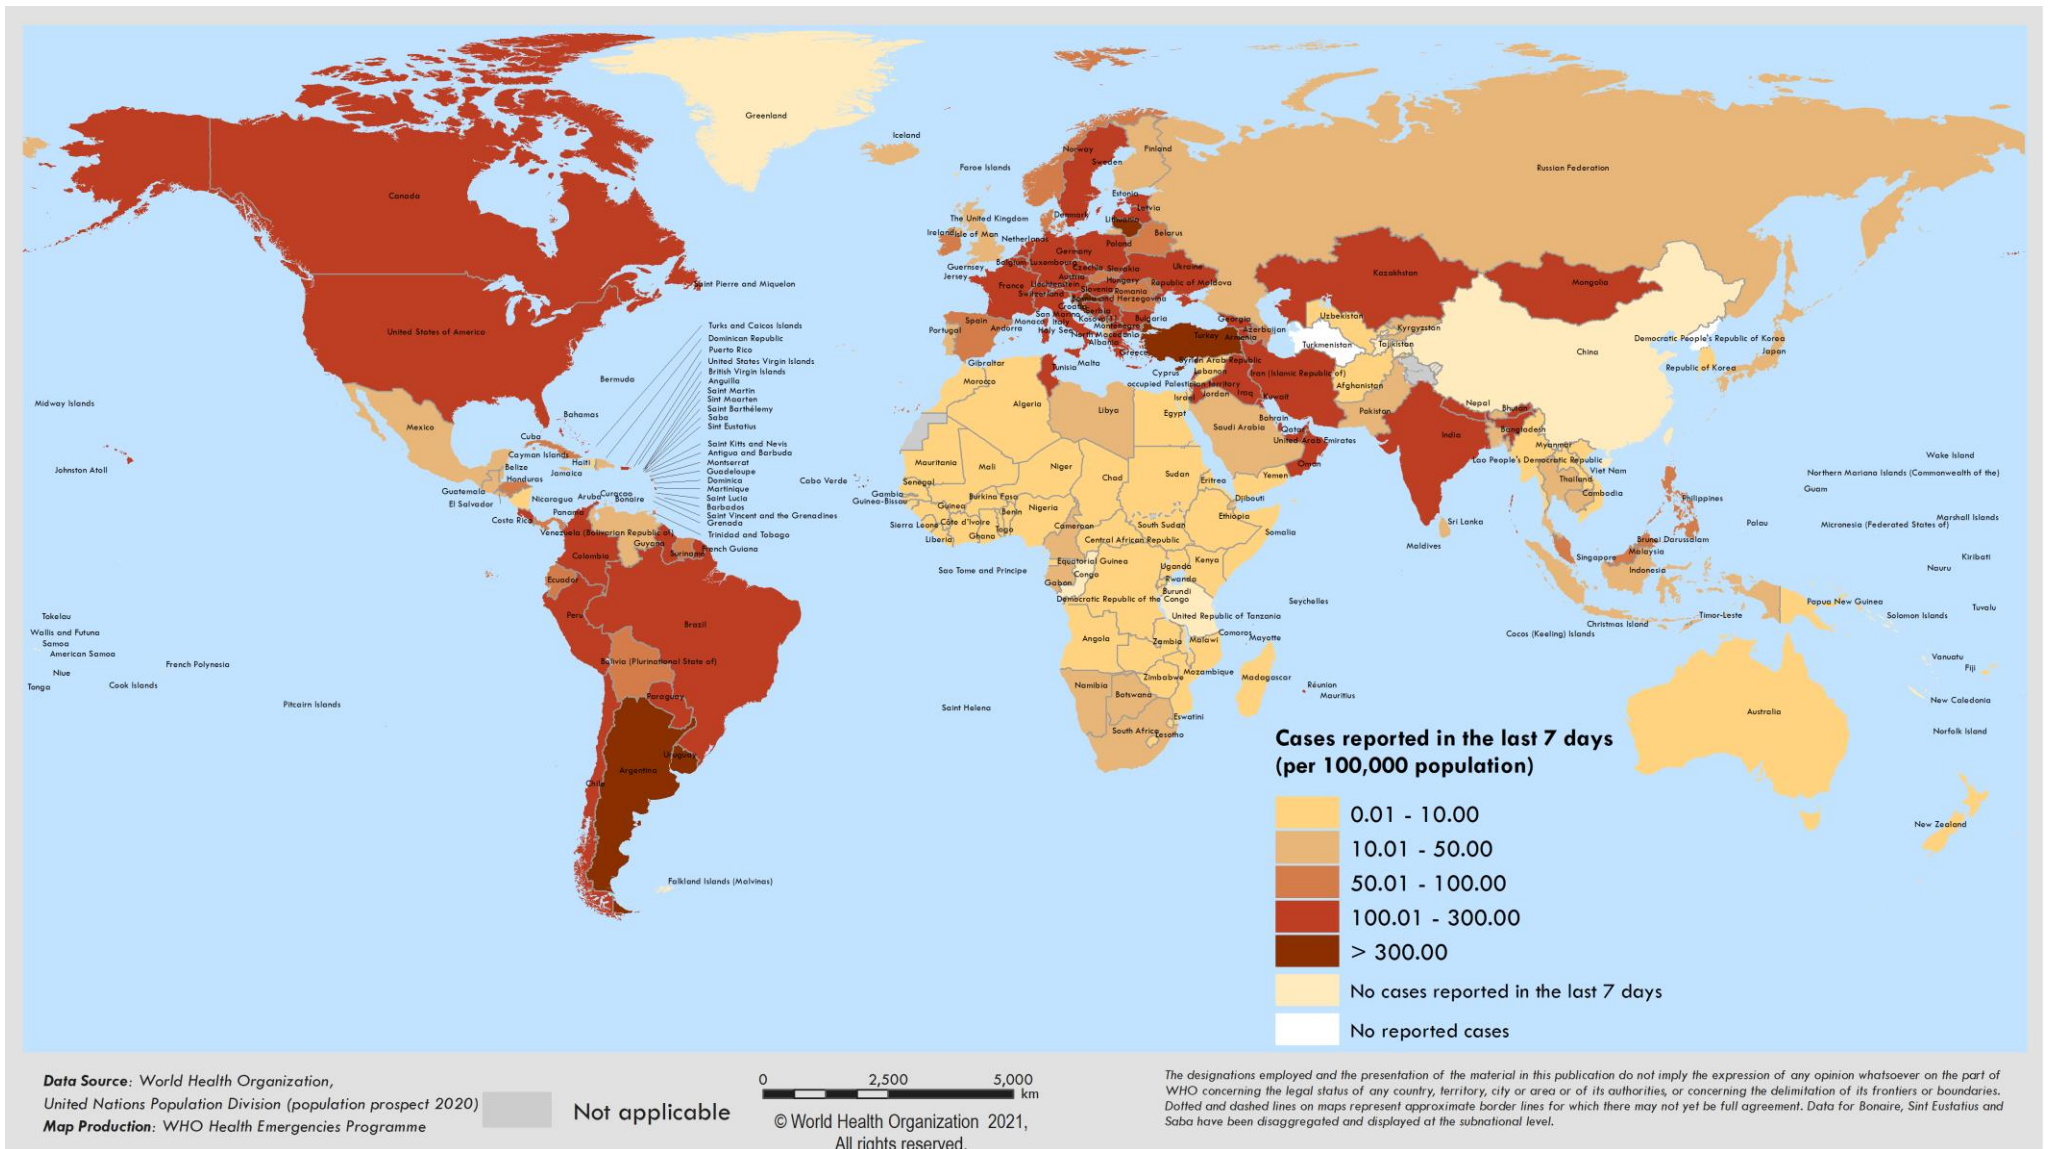 Greenland
Iceland
Faroe Islands
Norway
Sweden
Finland
Russian Federation
Canada
Estonia
Latvia
Denmark
Lithuania
The United Kingdom
Ireland
Isle of Man
Netherlands
Belarus
Poland
Germany
Guernsey
Jersey
Belgium
Luxembourg
Czechia
Slovakia
Ukraine
Austria
France
Liechtenstein
Hungary
Republic of Moldova
Switzerland
Slovenia
Romania
Bosnia and Herzegovina
Croatia
Serbia
San Marino
Monaco
Italy
Kosovo[1]
Bulgaria
Spain
Andorra
Portugal
Holy See
Montenegro
North Macedonia
Albania
Greece
Georgia
Azerbaijan
Turkey
Armenia
Kazakhstan
Mongolia
Uzbekistan
Kyrgyzstan
Turkmenistan
Tajikistan
China
Democratic People's Republic of Korea
Japan
Republic of Korea
Saint Pierre and Miquelon
United States of America
Turks and Caicos Islands
Dominican Republic
Puerto Rico
United States Virgin Islands
British Virgin Islands
Anguilla
Saint Martin
Sint Maarten
Saint Barthélemy
Saba
Sint Eustatius
Saint Kitts and Nevis
Antigua and Barbuda
Montserrat
Guadeloupe
Dominica
Martinique
Saint Lucia
Barbados
Saint Vincent and the Grenadines
Grenada
Trinidad and Tobago
Bermuda
Midway Islands
Bahamas
Mexico
Cuba
Cayman Islands
Haiti
Belize
Jamaica
Honduras
Johnston Atoll
Guatemala
El Salvador
Nicaragua
Aruba
Curacao
Bonaire
Costa Rica
Panama
Venezuela (Bolivarian Republic of)
Guyana
Suriname
French Guiana
Colombia
Ecuador
Peru
Brazil
Bolivia (Plurinational State of)
Paraguay
Uruguay
Argentina
Chile
Falkland Islands (Malvinas)
Gibraltar
Tunisia
Malta
Cyprus
Syrian Arab Republic
Lebanon
occupied Palestinian territory
Israel
Jordan
Iraq
Iran (Islamic Republic of)
Kuwait
Afghanistan
Pakistan
Nepal
Bhutan
Morocco
Algeria
Libya
Egypt
Saudi Arabia
Bahrain
Qatar
United Arab Emirates
Oman
India
Bangladesh
Myanmar
Lao People's Democratic Republic
Viet Nam
Thailand
Cambodia
Mauritania
Mali
Niger
Chad
Sudan
Eritrea
Yemen
Cabo Verde
Senegal
Gambia
Guinea-Bissau
Guinea
Burkina Faso
Benin
Nigeria
Djibouti
Ethiopia
Somalia
Sierra Leone
Côte d'Ivoire
Togo
Ghana
Liberia
Cameroon
South Sudan
Central African Republic
Sao Tome and Principe
Equatorial Guinea
Congo
Gabon
Uganda
Kenya
Rwanda
Burundi
Democratic Republic of the Congo
United Republic of Tanzania
Seychelles
Angola
Zambia
Malawi
Comoros
Mayotte
Mozambique
Zimbabwe
Madagascar
Namibia
Botswana
Réunion
Mauritius
Saint Helena
Eswatini
South Africa
Lesotho
Sri Lanka
Maldives
Philippines
Palau
Brunei Darussalam
Malaysia
Singapore
Indonesia
Wake Island
Northern Mariana Islands (Commonwealth of the)
Guam
Marshall Islands
Micronesia (Federated States of)
Kiribati
Nauru
Papua New Guinea
Solomon Islands
Tuvalu
Timor-Leste
Christmas Island
Cocos (Keeling) Islands
Vanuatu
Fiji
New Caledonia
Norfolk Island
Australia
New Zealand
Tokelau
Wallis and Futuna
Samoa
American Samoa
Niue
Tonga
Cook Islands
French Polynesia
Pitcairn Islands
Cases reported in the last 7 days
(per 100,000 population)
0.01 - 10.00
10.01 - 50.00
50.01 - 100.00
100.01 - 300.00
> 300.00
No cases reported in the last 7 days
No reported cases
Data Source: World Health Organization,
United Nations Population Division (population prospect 2020)
Map Production: WHO Health Emergencies Programme
Not applicable
0 2,500 5,000
km
© World Health Organization 2021,
All rights reserved.
The designations employed and the presentation of the material in this publication do not imply the expression of any opinion whatsoever on the part of
WHO concerning the legal status of any country, territory, city or area or of its authorities, or concerning the delimitation of its frontiers or boundaries.
Dotted and dashed lines on maps represent approximate border lines for which there may not yet be full agreement. Data for Bonaire, Sint Eustatius and
Saba have been disaggregated and displayed at the subnational level.